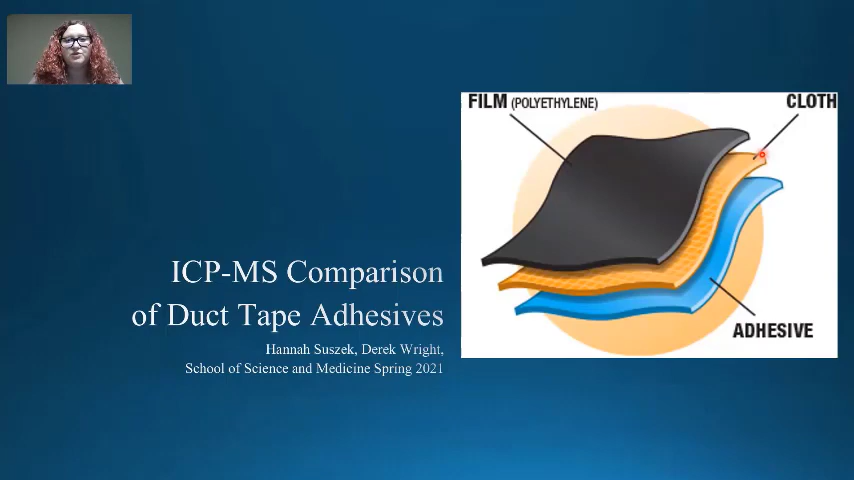 FILM (POLYETHYLENE)
CLOTH
ADHESIVE
ICP-MS Comparison
of Duct Tape Adhesives
Hannah Suszek, Derek Wright,
School of Science and Medicine Spring 2021